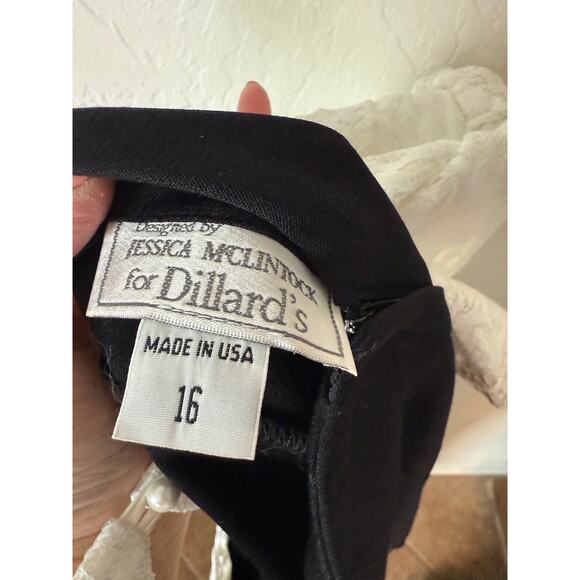 Designed by
JESSICA McCLINTOCK
for Dillard's
MADE IN USA
16